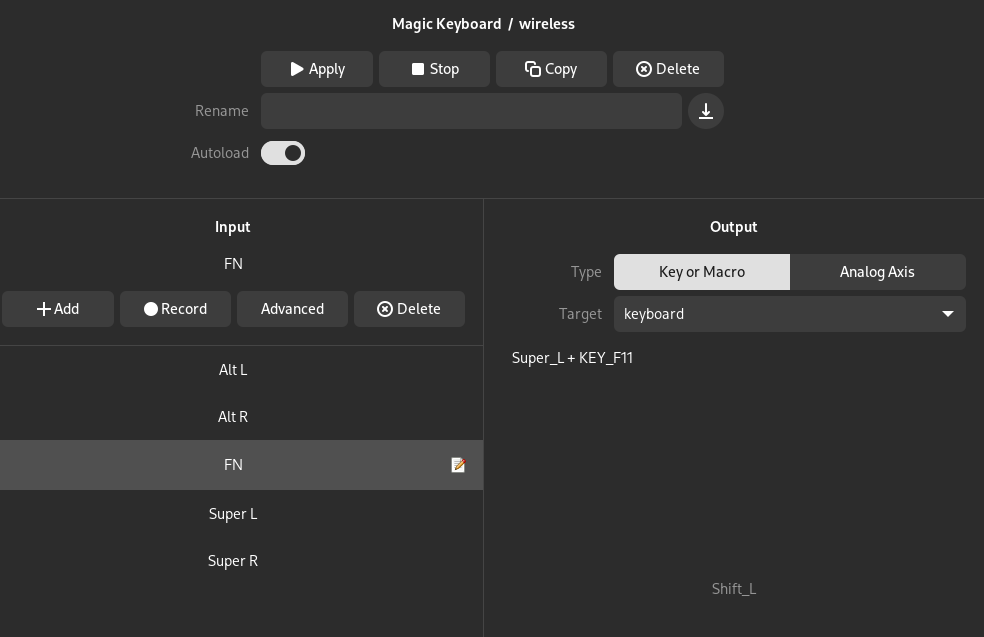 Magic Keyboard / wireless
Apply Stop Copy Delete
Rename
Autoload
Input
FN
Add Record Advanced Delete
Alt L
Alt R
FN
Super L
Super R
Output
Type Key or Macro Analog Axis
Target keyboard
Super_L + KEY_F11
Shift_L